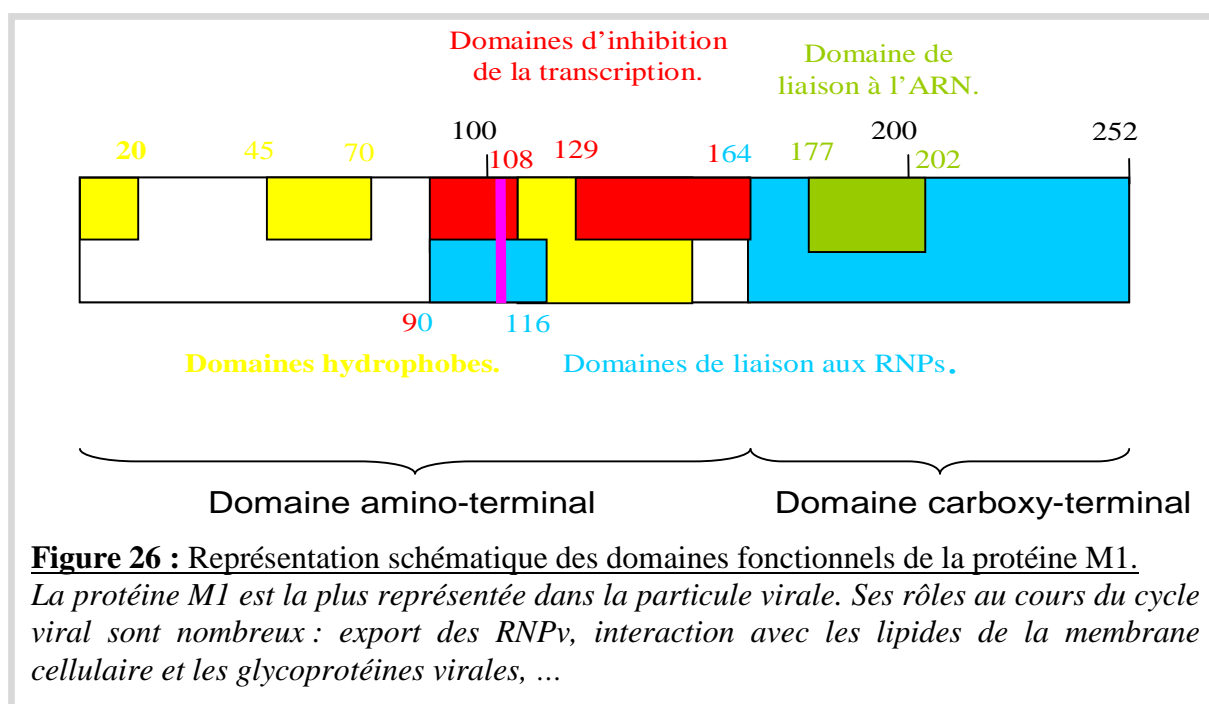 Domaines d'inhibition
de la transcription.
Domaine de
liaison à l'ARN.
100
200
252
20
45
70
108
129
164
177
202
90
116
Domaines hydrophobes.
Domaines de liaison aux RNPs.
Domaine amino-terminal
Domaine carboxy-terminal
Figure 26 : Représentation schématique des domaines fonctionnels de la protéine M1.
La protéine M1 est la plus représentée dans la particule virale. Ses rôles au cours du cycle
viral sont nombreux : export des RNPv, interaction avec les lipides de la membrane
cellulaire et les glycoprotéines virales, ...